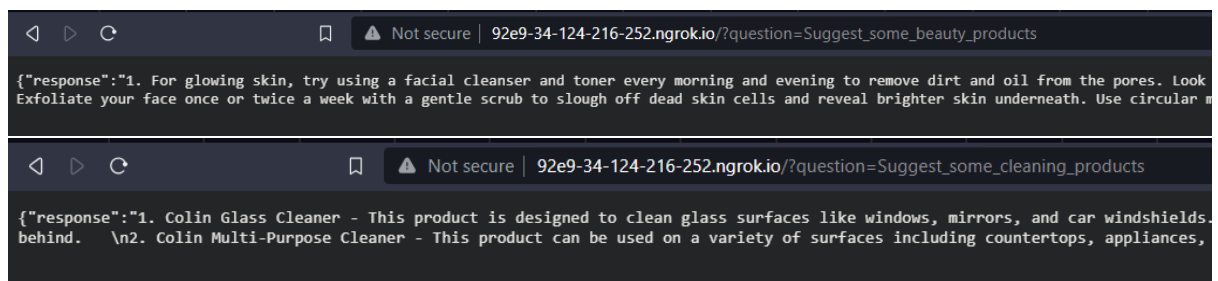 Not secure | 92e9-34-124-216-252.ngrok.io/?question=Suggest_some_beauty_products
{"response":"1. For glowing skin, try using a facial cleanser and toner every morning and evening to remove dirt and oil from the pores. Look
Exfoliate your face once or twice a week with a gentle scrub to slough off dead skin cells and reveal brighter skin underneath. Use circular
Not secure | 92e9-34-124-216-252.ngrok.io/?question=Suggest_some_cleaning_products
{"response":"1. Colin Glass Cleaner - This product is designed to clean glass surfaces like windows, mirrors, and car windshields.
behind.   \n2. Colin Multi-Purpose Cleaner - This product can be used on a variety of surfaces including countertops, appliances,